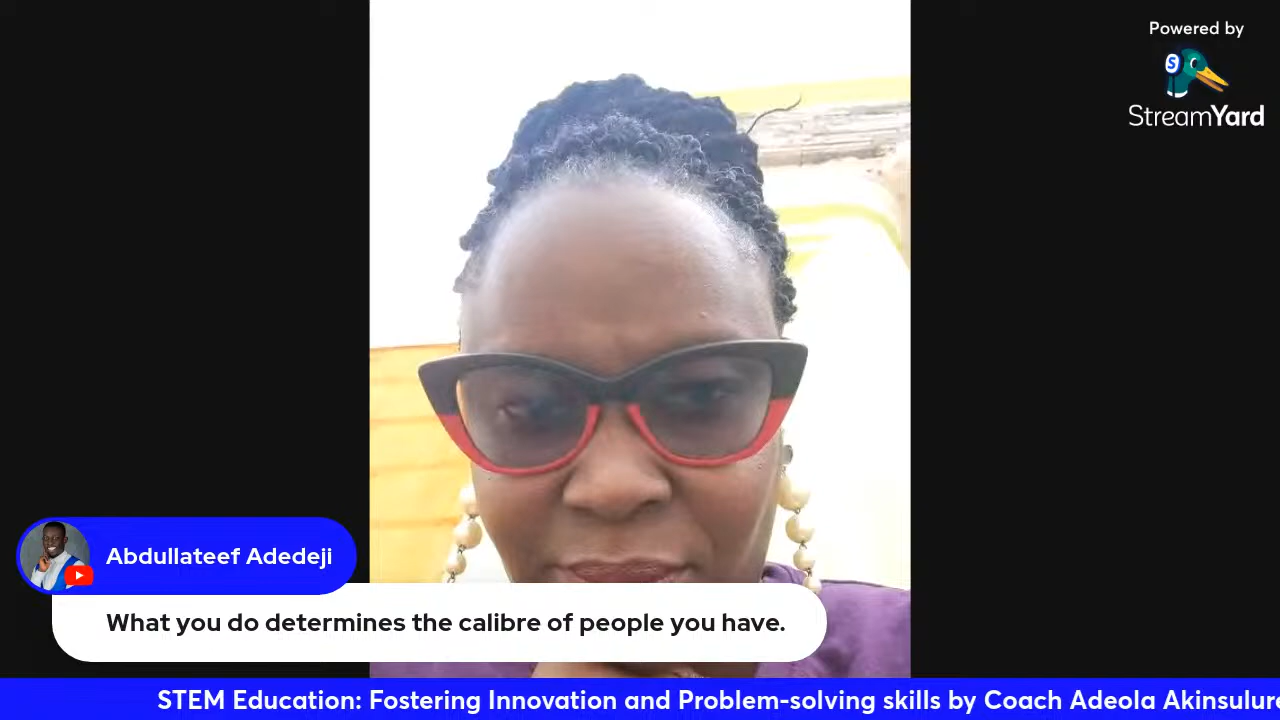 Powered by
StreamYard
Abdullateef Adedeji
What you do determines the calibre of people you have.
STEM Education: Fostering Innovation and Problem-solving skills by Coach Adeola Akinsulure